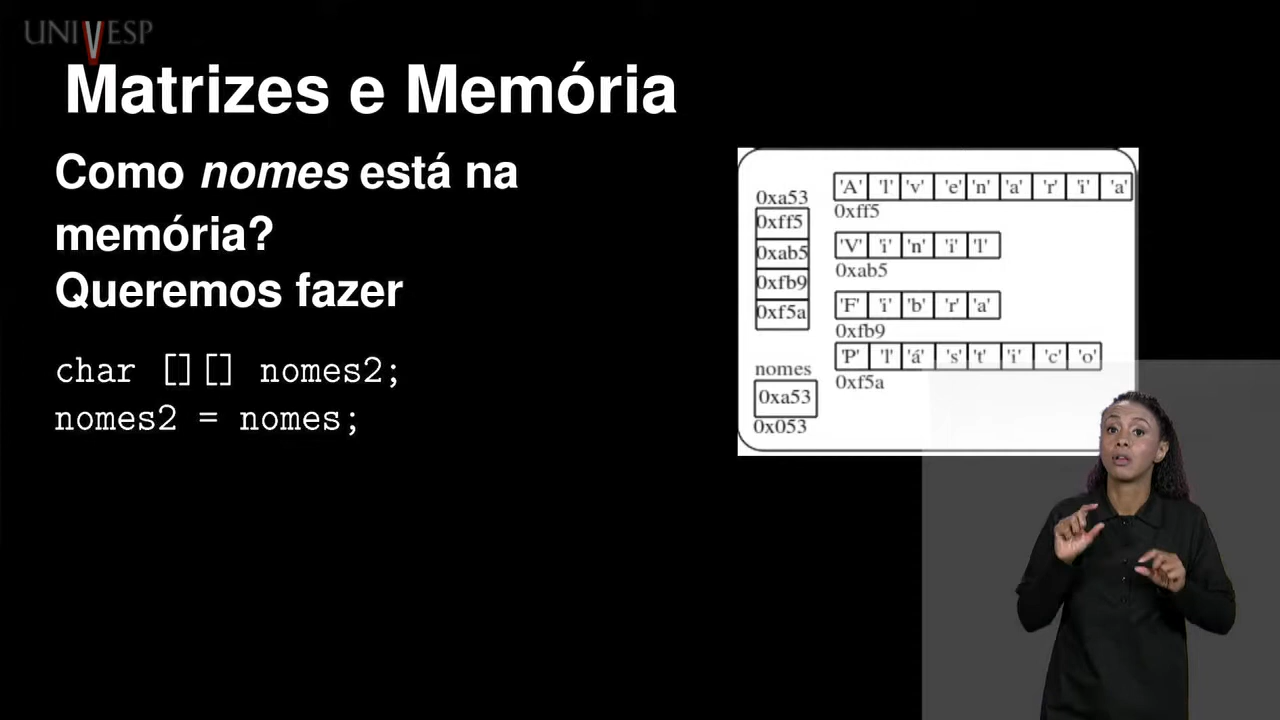 UNIVESP
Matrizes e Memória
Como nomes está na
memória?
Queremos fazer
char [][] nomes2;
nomes2 = nomes;
0xa53
0xff5
0xab5
0xfb9
0xf5a
nomes
0xa53
0x053
'A' 'l' 'v' 'e' 'n' 'a' 'r' 'i' 'a'
0xff5
'V' 'i' 'n' 'i' 'l'
0xab5
'F' 'i' 'b' 'r' 'a'
0xfb9
'P' 'l' 'á' 's' 't' 'i' 'c' 'o'
0xf5a